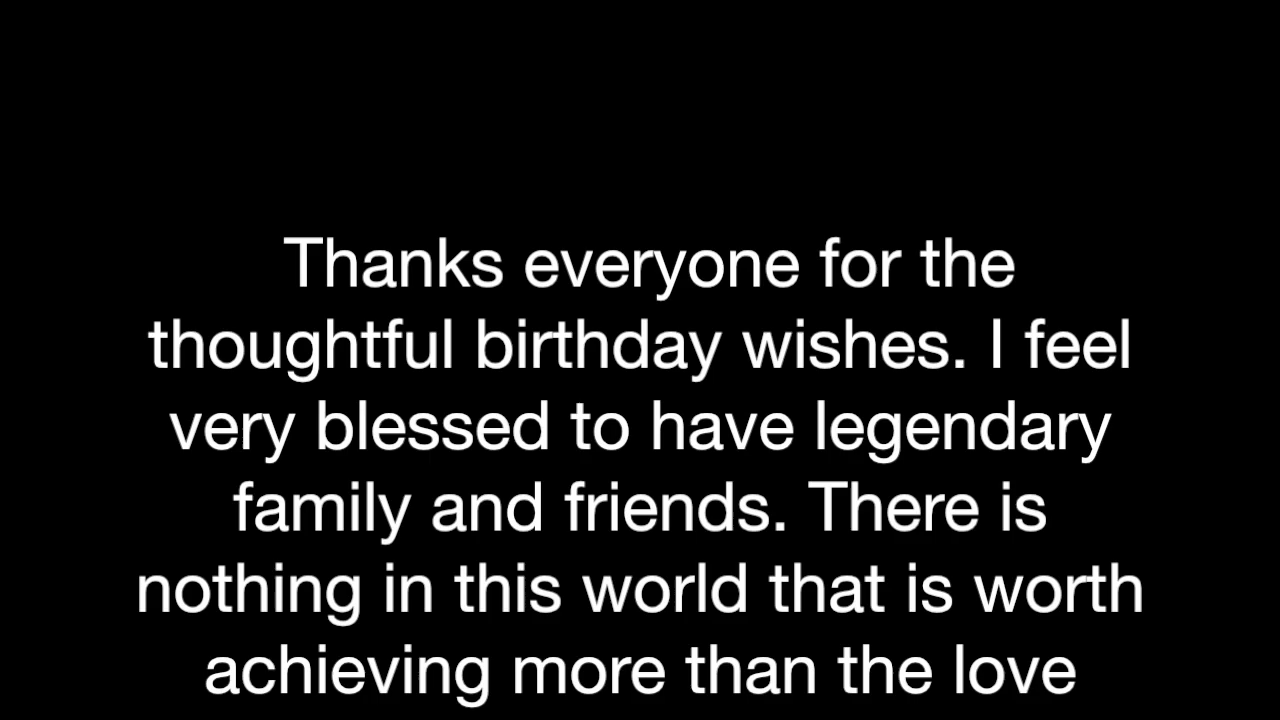 Thanks everyone for the
thoughtful birthday wishes. I feel
very blessed to have legendary
family and friends. There is
nothing in this world that is worth
achieving more than the love